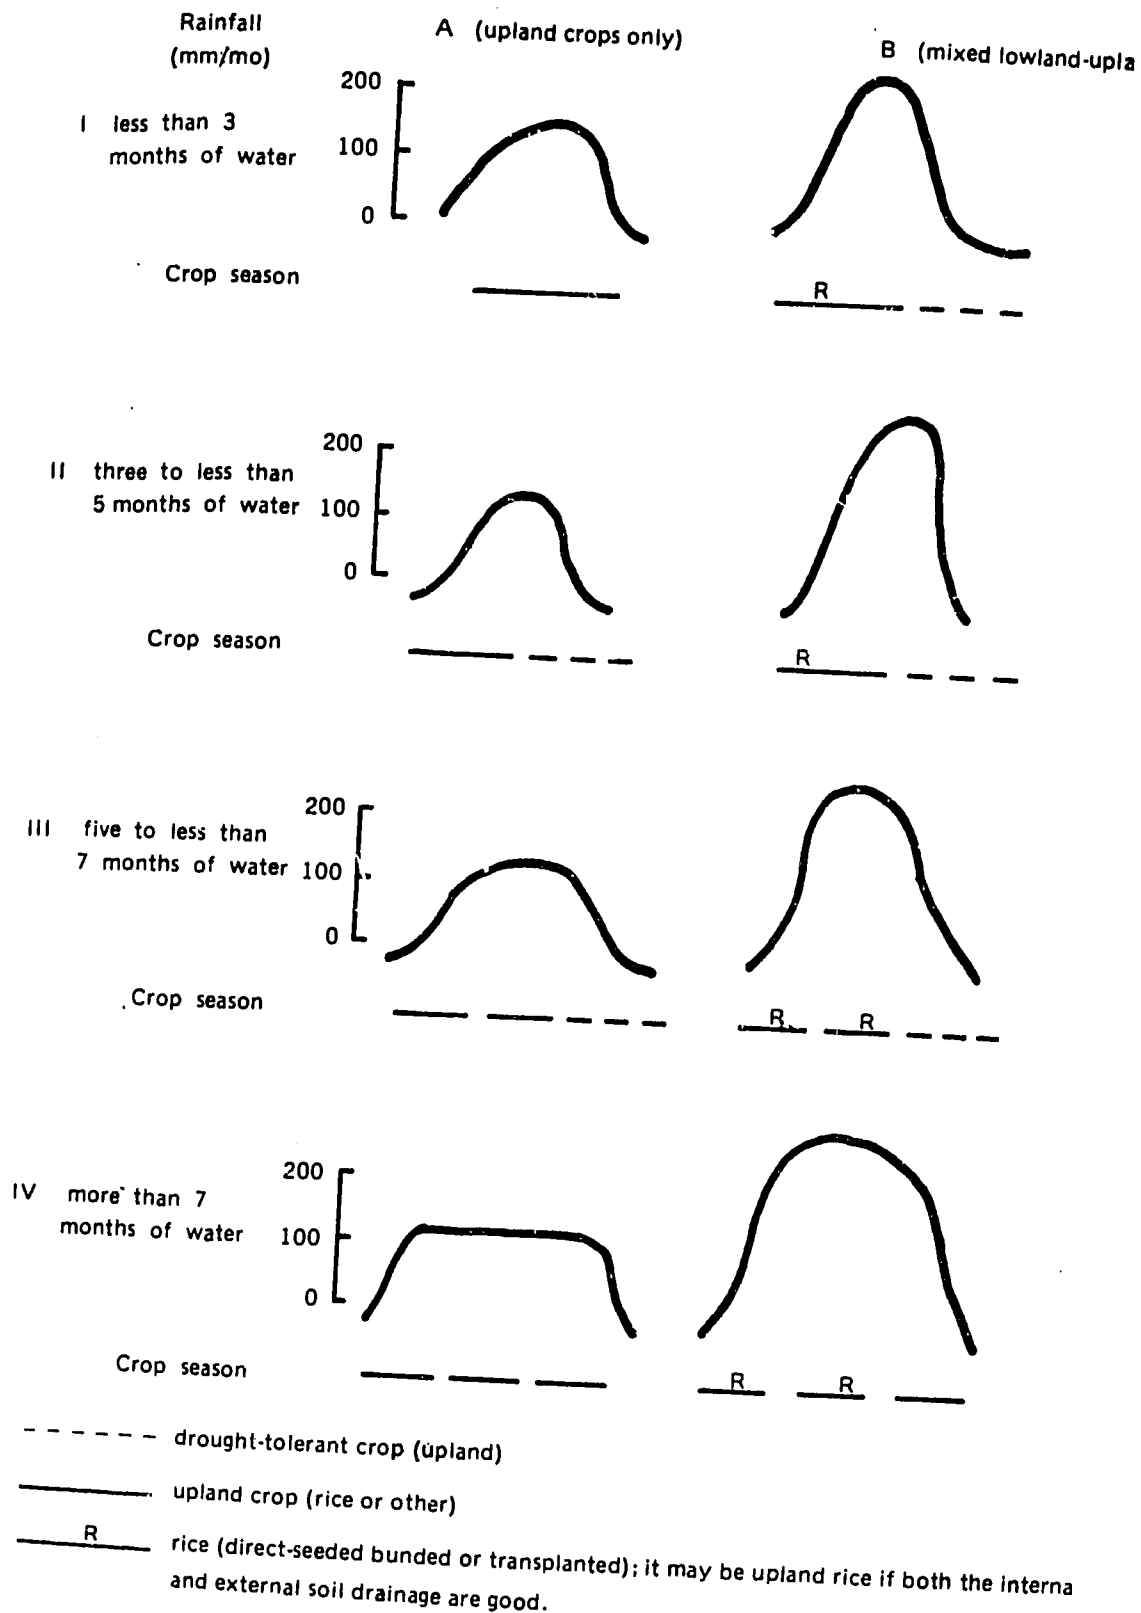 Rainfall
(mm/mo)
A (upland crops only)
B (mixed lowland-upla
I less than 3
months of water
200
100
0
Crop season
R
II three to less than
5 months of water
200
100
0
Crop season
R
III five to less than
7 months of water
200
100
0
Crop season
R R
IV more than 7
months of water
200
100
0
Crop season
R R
drought-tolerant crop (upland)
upland crop (rice or other)
R
rice (direct-seeded bunded or transplanted); it may be upland rice if both the interna
and external soil drainage are good.